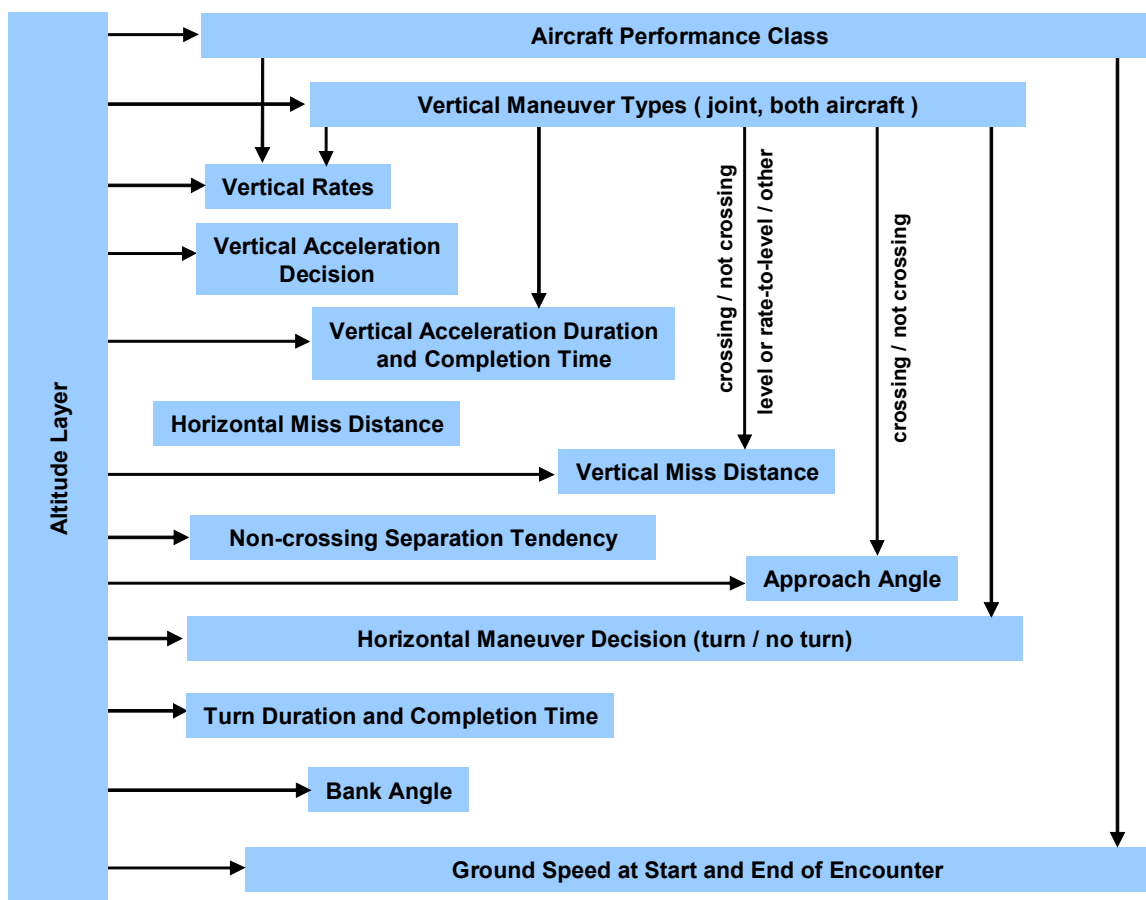 Altitude Layer
Aircraft Performance Class
Vertical Maneuver Types ( joint, both aircraft )
Vertical Rates
Vertical Acceleration
Decision
Vertical Acceleration Duration
and Completion Time
crossing / not crossing
level or rate-to-level / other
crossing / not crossing
Horizontal Miss Distance
Vertical Miss Distance
Non-crossing Separation Tendency
Approach Angle
Horizontal Maneuver Decision (turn / no turn)
Turn Duration and Completion Time
Bank Angle
Ground Speed at Start and End of Encounter